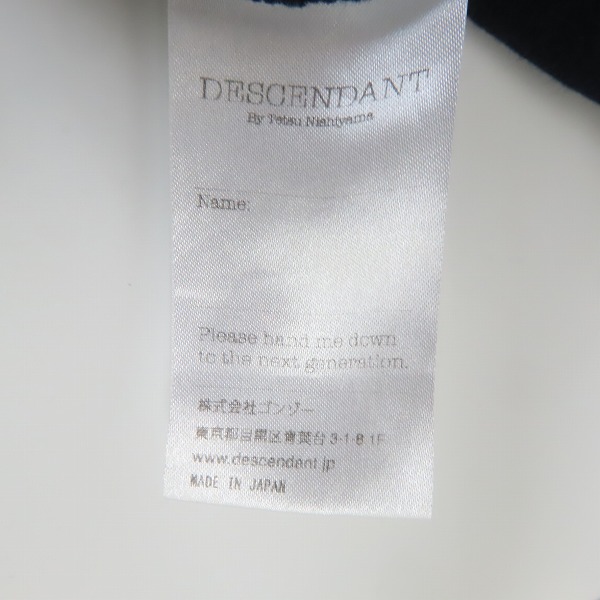 DESCENDANT
By Tetsu Nishiyama
Name:
Please hand me down
to the next generation.
株式会社ゴンゾー
東京都目黒区青葉台3-1-8 1F
www.descendant.jp
MADE IN JAPAN